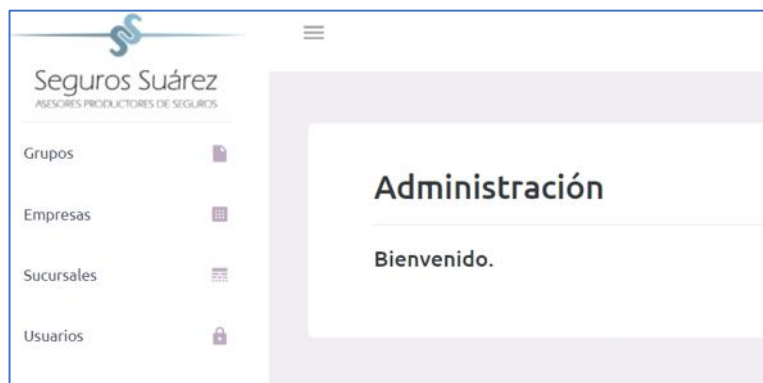 Seguros Suárez
ASESORES PRODUCTORES DE SEGUROS
Grupos
Empresas
Sucursales
Usuarios
Administración
Bienvenido.